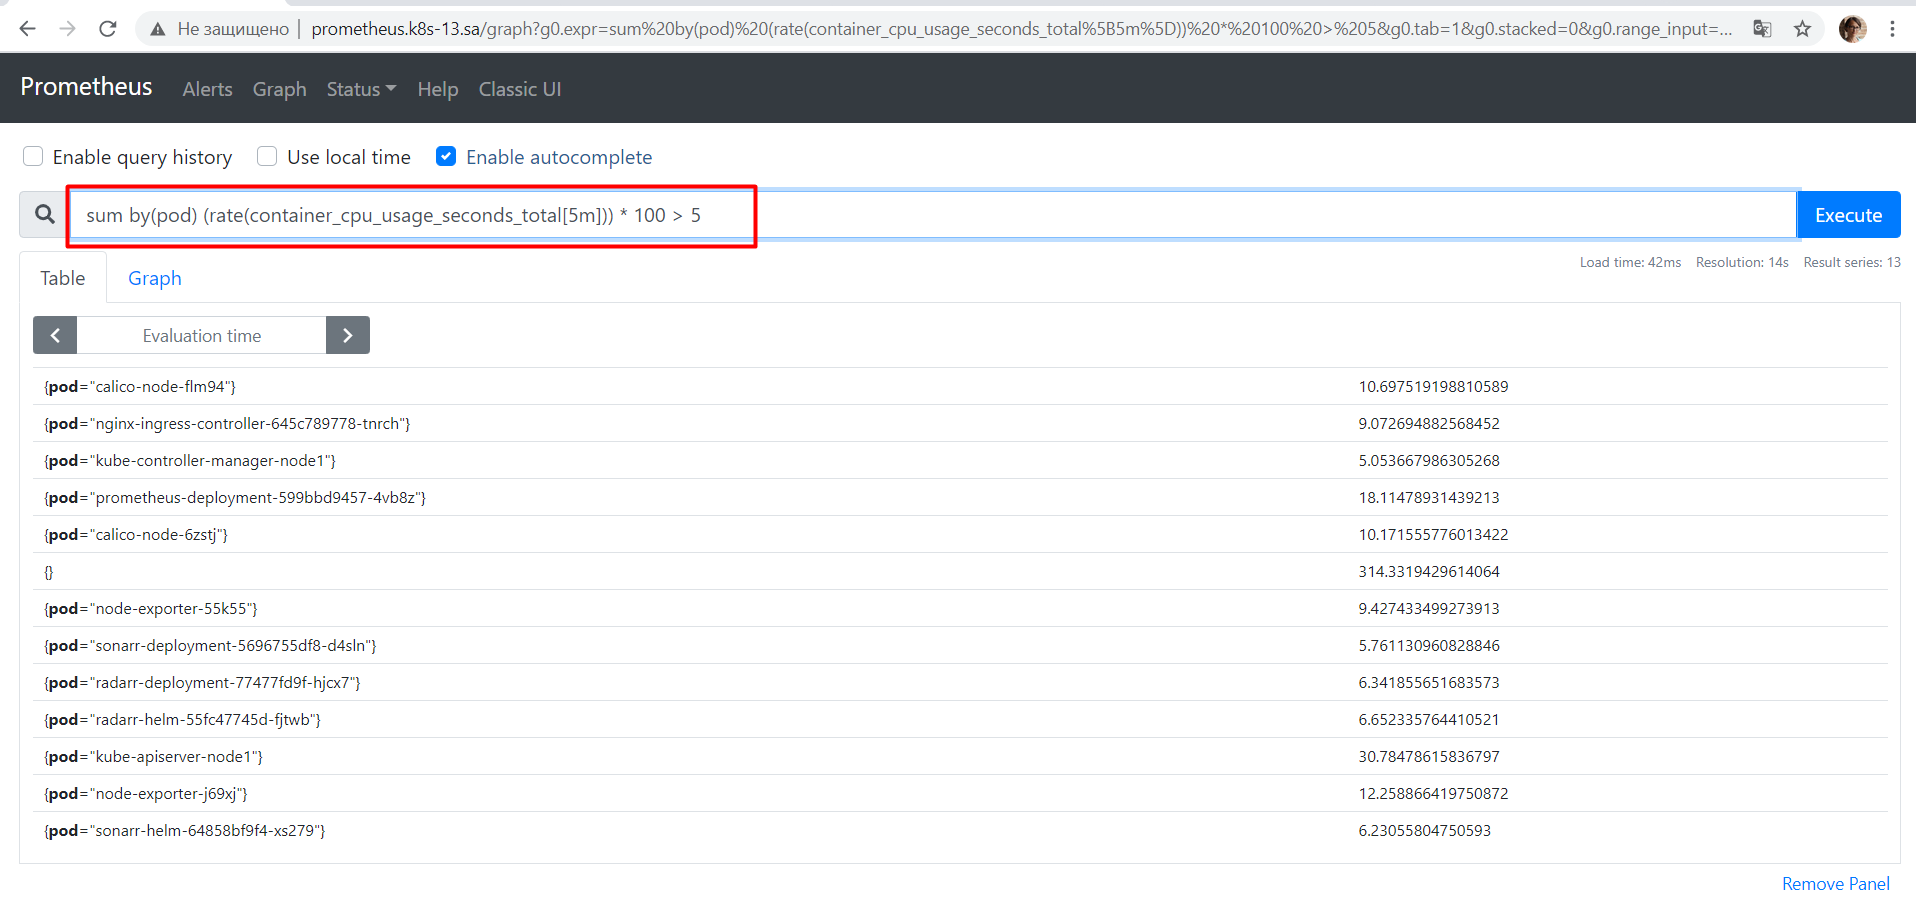 Не защищено | prometheus.k8s-13.sa/graph?g0.expr=sum%20by(pod)%20(rate(container_cpu_usage_seconds_total%5B5m%5D))%20*%20100%20>%205&g0.tab=1&g0.stacked=0&g0.range_input=...
Prometheus Alerts Graph Status Help Classic UI
Enable query history Use local time Enable autocomplete
sum by(pod) (rate(container_cpu_usage_seconds_total[5m])) * 100 > 5 Execute
Load time: 42ms Resolution: 14s Result series: 13
Table Graph
Evaluation time
{pod="calico-node-flm94"} 10.697519198810589
{pod="nginx-ingress-controller-645c789778-tnrch"} 9.072694882568452
{pod="kube-controller-manager-node1"} 5.053667986305268
{pod="prometheus-deployment-599bbd9457-4vb8z"} 18.11478931439213
{pod="calico-node-6zstj"} 10.171555776013422
{} 314.3319429614064
{pod="node-exporter-55k55"} 9.427433499273913
{pod="sonarr-deployment-5696755df8-d4sln"} 5.761130960828846
{pod="radarr-deployment-77477fd9f-hjcx7"} 6.341855651683573
{pod="radarr-helm-55fc47745d-fjtwb"} 6.652335764410521
{pod="kube-apiserver-node1"} 30.78478615836797
{pod="node-exporter-j69xj"} 12.258866419750872
{pod="sonarr-helm-64858bf9f4-xs279"} 6.23055804750593
Remove Panel